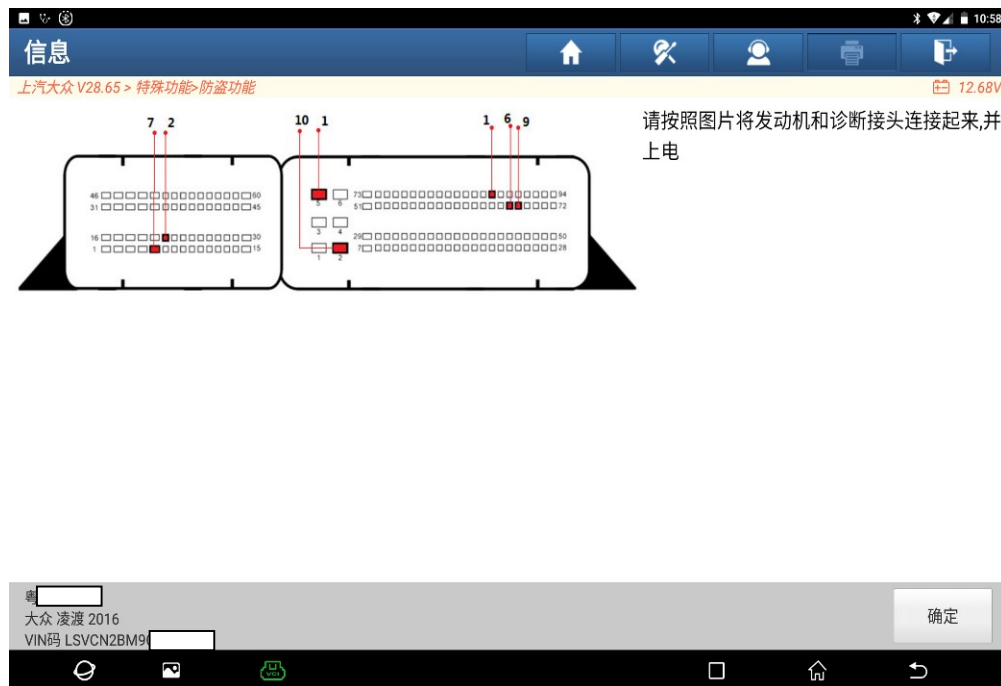 10:58
信息
上汽大众 V28.65 > 特殊功能>防盗功能
12.68V
7 2 10 1 1 6 9
请按照图片将发动机和诊断接头连接起来,并
上电
46 60 5 6 73 94
31 45 51 72
3 4
16 30 29 50
1 15 1 2 7 28
粤
大众 凌渡 2016
VIN码 LSVCN2BM9
确定
VCI